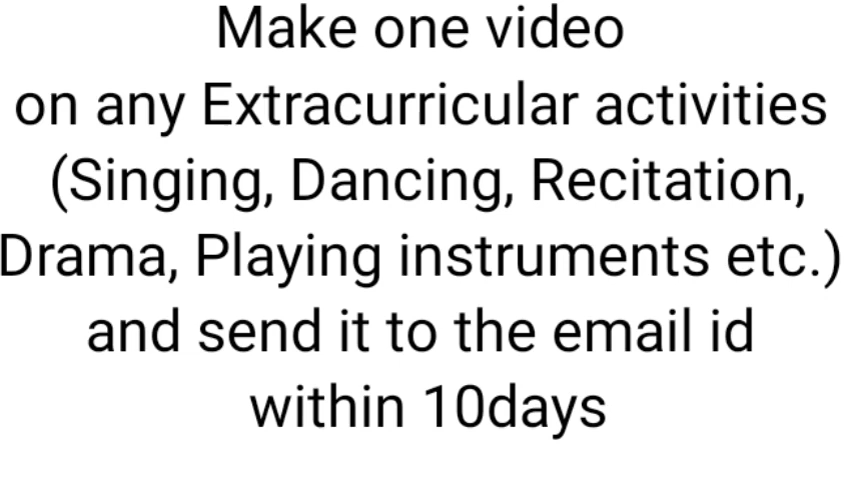 Make one video
on any Extracurricular activities
(Singing, Dancing, Recitation,
Drama, Playing instruments etc.)
and send it to the email id
within 10days